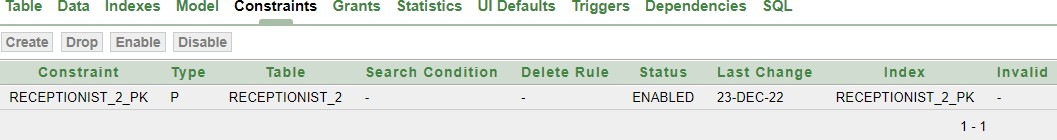 Table Data Indexes Model Constraints Grants Statistics UI Defaults Triggers Dependencies SQL
Create Drop Enable Disable
Constraint Type Table Search Condition Delete Rule Status Last Change Index Invalid
RECEPTIONIST_2_PK P RECEPTIONIST_2 - - ENABLED 23-DEC-22 RECEPTIONIST_2_PK -
1 - 1